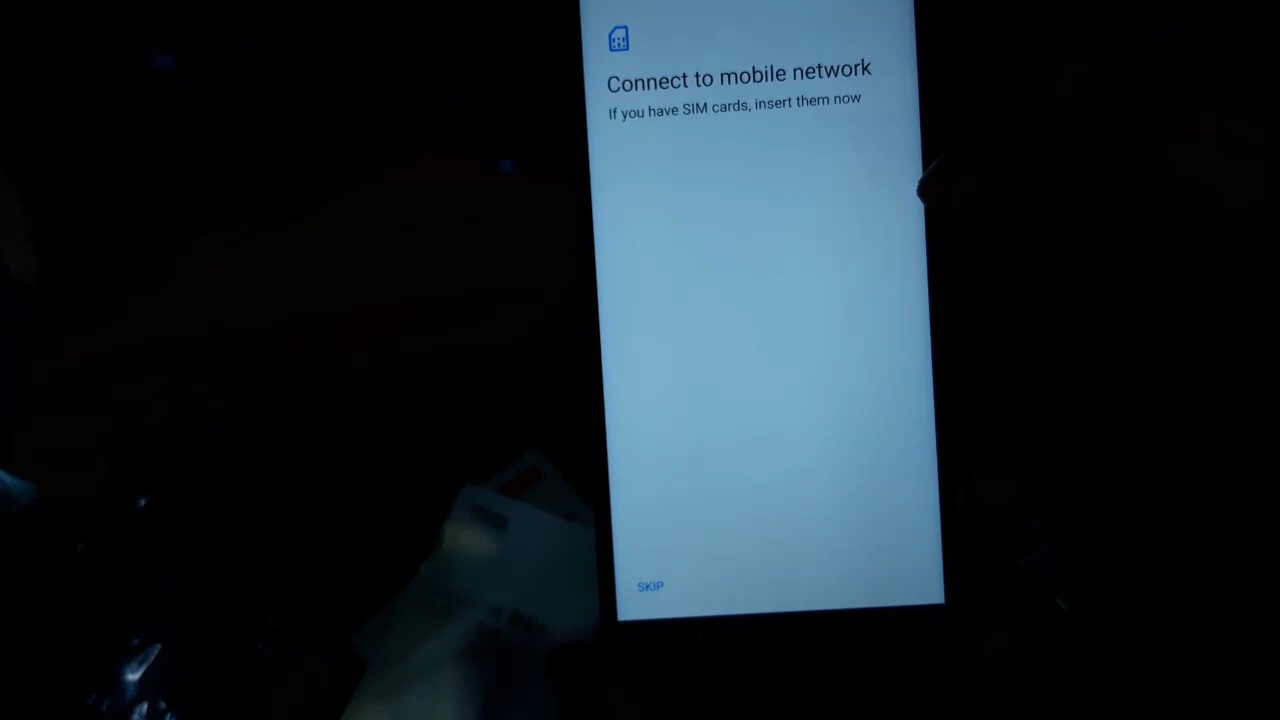 Connect to mobile network
If you have SIM cards, insert them now
SKIP